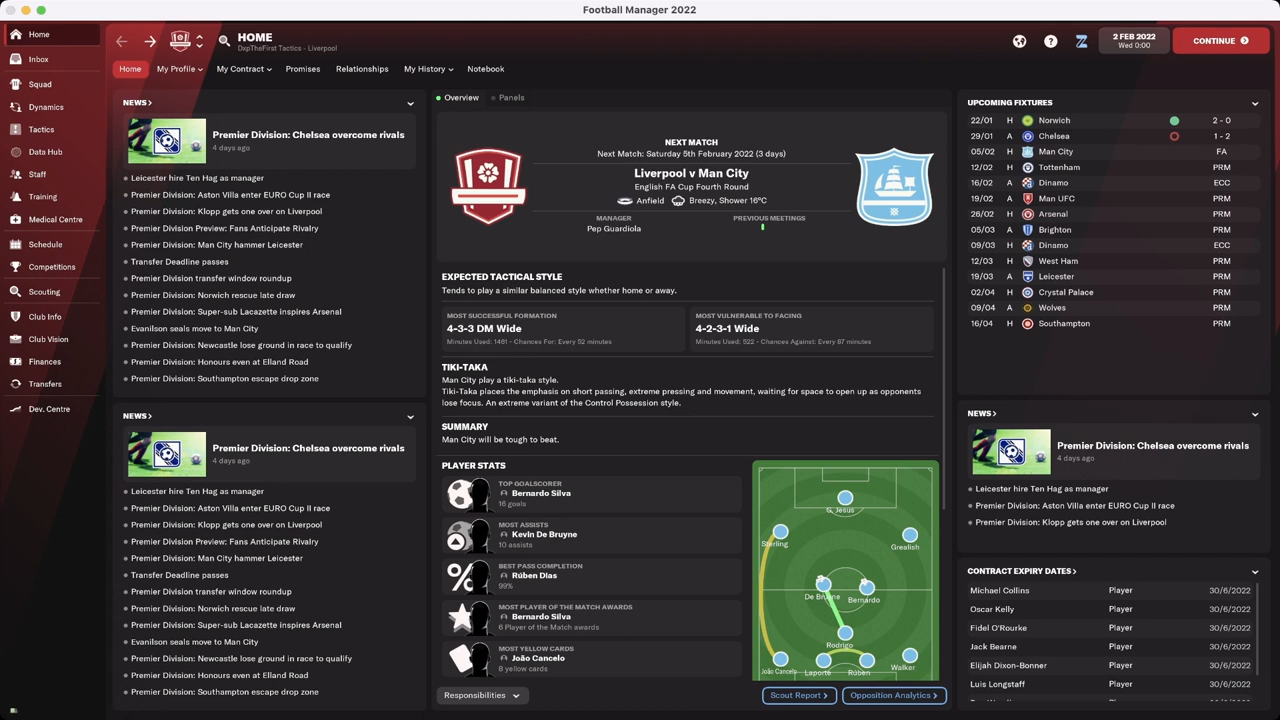 Football Manager 2022
Home
Inbox
Squad
Dynamics
Tactics
Data Hub
Staff
Training
Medical Centre
Schedule
Competitions
Scouting
Club Info
Club Vision
Finances
Transfers
Dev. Centre
HOME
DxpTheFirst Tactics - Liverpool
2 FEB 2022
Wed 0:00
CONTINUE
Home
My Profile
My Contract
Promises
Relationships
My History
Notebook
NEWS >
Premier Division: Chelsea overcome rivals
4 days ago
Leicester hire Ten Hag as manager
Premier Division: Aston Villa enter EURO Cup II race
Premier Division: Klopp gets one over on Liverpool
Premier Division Preview: Fans Anticipate Rivalry
Premier Division: Man City hammer Leicester
Transfer Deadline passes
Premier Division transfer window roundup
Premier Division: Norwich rescue late draw
Premier Division: Super-sub Lacazette inspires Arsenal
Evanilson seals move to Man City
Premier Division: Newcastle lose ground in race to qualify
Premier Division: Honours even at Elland Road
Premier Division: Southampton escape drop zone
NEWS >
Premier Division: Chelsea overcome rivals
4 days ago
Leicester hire Ten Hag as manager
Premier Division: Aston Villa enter EURO Cup II race
Premier Division: Klopp gets one over on Liverpool
Premier Division Preview: Fans Anticipate Rivalry
Premier Division: Man City hammer Leicester
Transfer Deadline passes
Premier Division transfer window roundup
Premier Division: Norwich rescue late draw
Premier Division: Super-sub Lacazette inspires Arsenal
Evanilson seals move to Man City
Premier Division: Newcastle lose ground in race to qualify
Premier Division: Honours even at Elland Road
Premier Division: Southampton escape drop zone
Overview
Panels
NEXT MATCH
Next Match: Saturday 5th February 2022 (3 days)
Liverpool v Man City
English FA Cup Fourth Round
Anfield Breezy, Shower 16°C
MANAGER
Pep Guardiola
PREVIOUS MEETINGS
EXPECTED TACTICAL STYLE
Tends to play a similar balanced style whether home or away.
MOST SUCCESSFUL FORMATION
4-3-3 DM Wide
Minutes Used: 1461 - Chances For: Every 52 minutes
MOST VULNERABLE TO FACING
4-2-3-1 Wide
Minutes Used: 522 - Chances Against: Every 87 minutes
TIKI-TAKA
Man City play a tiki-taka style.
Tiki-Taka places the emphasis on short passing, extreme pressing and movement, waiting for space to open up as opponents
lose focus. An extreme variant of the Control Possession style.
SUMMARY
Man City will be tough to beat.
PLAYER STATS
TOP GOALSCORER
Bernardo Silva
16 goals
MOST ASSISTS
Kevin De Bruyne
10 assists
BEST PASS COMPLETION
Rúben Dias
99%
MOST PLAYER OF THE MATCH AWARDS
Bernardo Silva
6 Player of the Match awards
MOST YELLOW CARDS
João Cancelo
8 yellow cards
G. Jesus
Sterling
Grealish
De Bruyne
Bernardo
Rodrigo
João Cancelo
Laporte
Rúben
Walker
Responsibilities
Scout Report >
Opposition Analytics >
UPCOMING FIXTURES
22/01 H Norwich 2 - 0
29/01 A Chelsea 1 - 2
05/02 H Man City FA
12/02 H Tottenham PRM
16/02 A Dinamo ECC
19/02 A Man UFC PRM
26/02 H Arsenal PRM
05/03 A Brighton PRM
09/03 H Dinamo ECC
12/03 H West Ham PRM
19/03 A Leicester PRM
02/04 H Crystal Palace PRM
09/04 A Wolves PRM
16/04 H Southampton PRM
NEWS >
Premier Division: Chelsea overcome rivals
4 days ago
Leicester hire Ten Hag as manager
Premier Division: Aston Villa enter EURO Cup II race
Premier Division: Klopp gets one over on Liverpool
CONTRACT EXPIRY DATES >
Michael Collins Player 30/6/2022
Oscar Kelly Player 30/6/2022
Fidel O'Rourke Player 30/6/2022
Jack Bearne Player 30/6/2022
Elijah Dixon-Bonner Player 30/6/2022
Luis Longstaff Player 30/6/2022